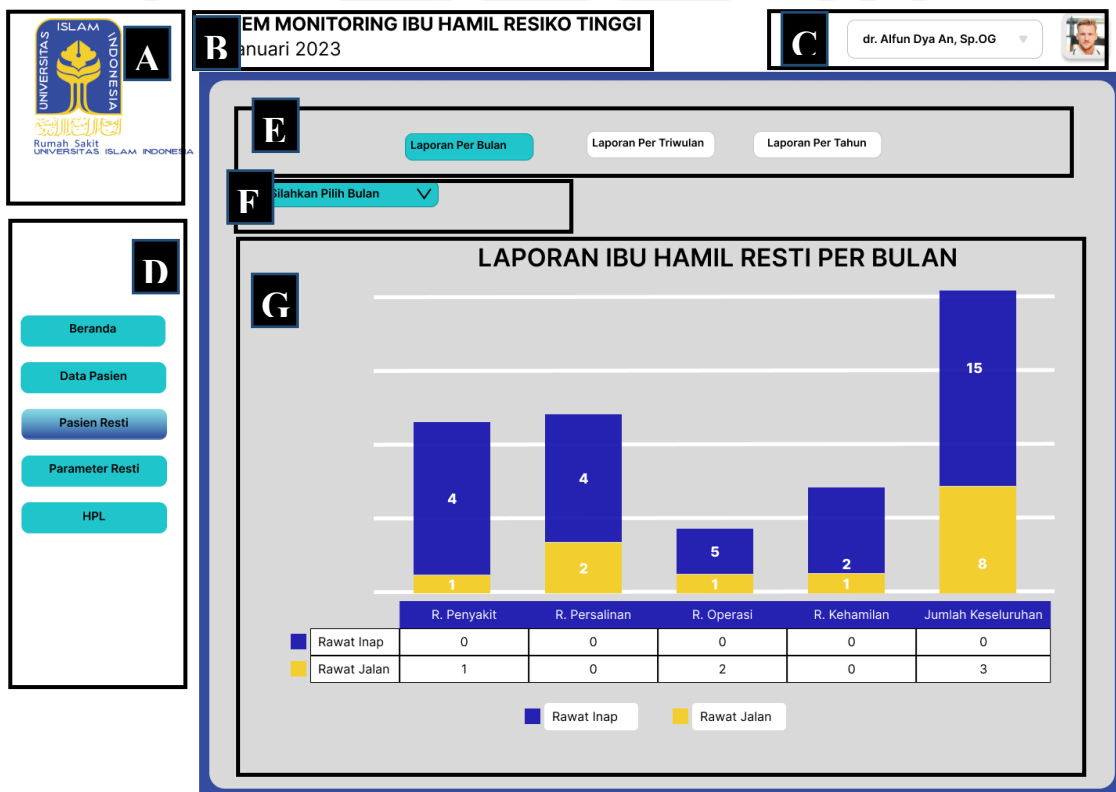 ISLAM
UNIVERSITAS
INDONESIA
Rumah Sakit
UNIVERSITAS ISLAM INDONESIA
A
B
EM MONITORING IBU HAMIL RESIKO TINGGI
anuari 2023
C
dr. Alfun Dya An, Sp.OG
D
Beranda
Data Pasien
Pasien Resti
Parameter Resti
HPL
E
Laporan Per Bulan
Laporan Per Triwulan
Laporan Per Tahun
F
Silahkan Pilih Bulan
G
LAPORAN IBU HAMIL RESTI PER BULAN
4
1
4
2
5
1
2
1
15
8
R. Penyakit R. Persalinan R. Operasi R. Kehamilan Jumlah Keseluruhan
Rawat Inap 0 0 0 0 0
Rawat Jalan 1 0 2 0 3
Rawat Inap Rawat Jalan